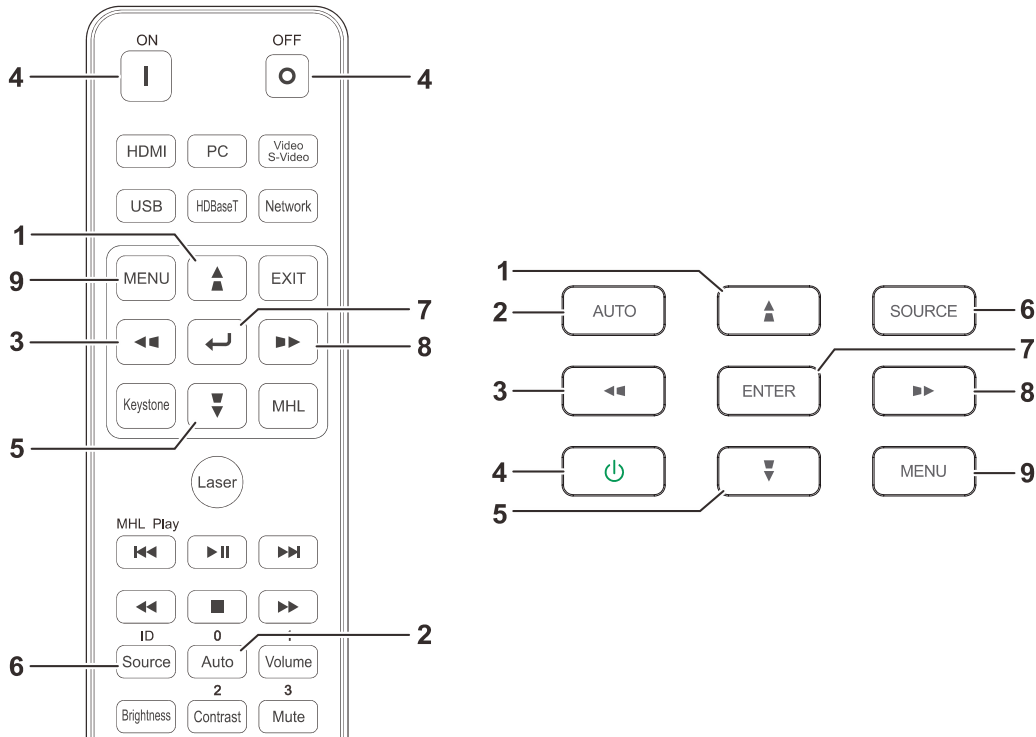 ON OFF
4 4
HDMI PC Video
S-Video
USB HDBaseT Network
1
9 MENU EXIT
7
3 8
Keystone MHL
5
Laser
MHL Play
ID 0 :
6 Source Auto Volume 2
2 3
Brightness Contrast Mute
1
2 AUTO SOURCE 6
7
3 ENTER 8
4 MENU 9
5